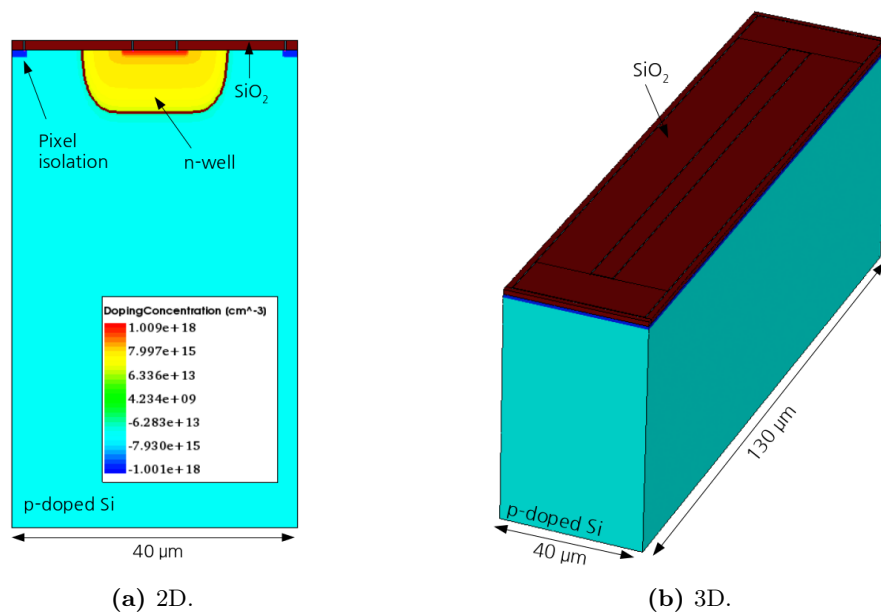 SiO₂
Pixel
isolation
n-well
DopingConcentration (cm^-3)
1.009e+18
7.997e+15
6.336e+13
4.234e+09
-6.283e+13
-7.930e+15
-1.001e+18
p-doped Si
40 µm
(a) 2D.
SiO₂
p-doped Si
40 µm
130 µm
(b) 3D.